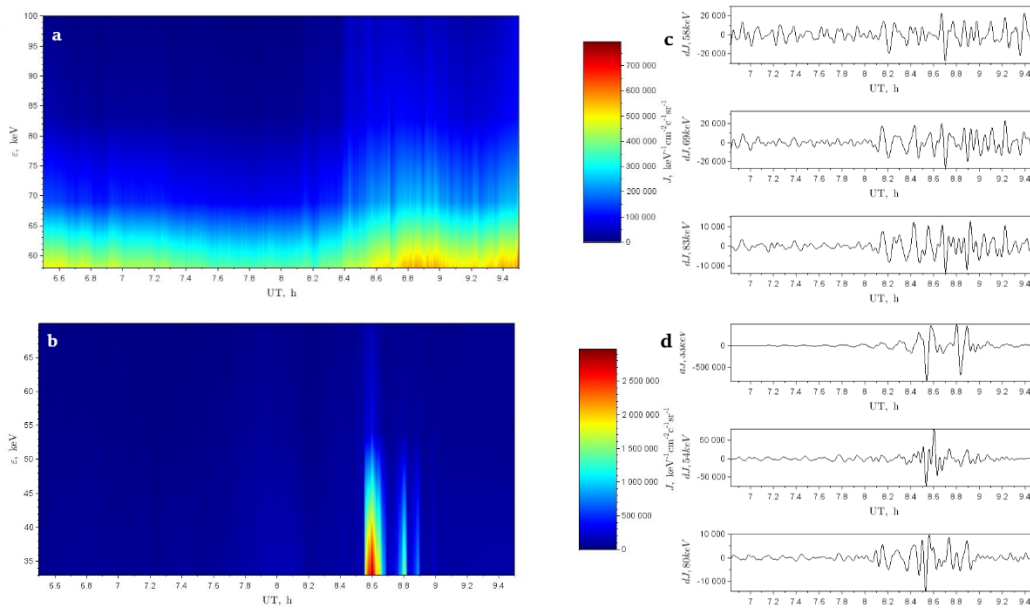 a
100
95
90
85
80
75
70
65
60
ε, keV
6.6 6.8 7 7.2 7.4 7.6 7.8 8 8.2 8.4 8.6 8.8 9 9.2 9.4
UT, h
700 000
600 000
500 000
400 000
300 000
200 000
100 000
0
J, keV⁻¹cm⁻²c⁻¹sr⁻¹
b
65
60
55
50
45
40
35
ε, keV
6.6 6.8 7 7.2 7.4 7.6 7.8 8 8.2 8.4 8.6 8.8 9 9.2 9.4
UT, h
2 500 000
2 000 000
1 500 000
1 000 000
500 000
0
J, keV⁻¹cm⁻²c⁻¹sr⁻¹
c
20 000
0
-20 000
dJ, 58keV
7 7.2 7.4 7.6 7.8 8 8.2 8.4 8.6 8.8 9 9.2 9.4
UT, h
20 000
0
-20 000
dJ, 69keV
7 7.2 7.4 7.6 7.8 8 8.2 8.4 8.6 8.8 9 9.2 9.4
UT, h
10 000
0
-10 000
dJ, 83keV
7 7.2 7.4 7.6 7.8 8 8.2 8.4 8.6 8.8 9 9.2 9.4
UT, h
d
0
-500 000
7 7.2 7.4 7.6 7.8 8 8.2 8.4 8.6 8.8 9 9.2 9.4
UT, h
50 000
0
-50 000
dJ, 54keV
7 7.2 7.4 7.6 7.8 8 8.2 8.4 8.6 8.8 9 9.2 9.4
UT, h
10 000
0
-10 000
dJ, 80keV
7 7.2 7.4 7.6 7.8 8 8.2 8.4 8.6 8.8 9 9.2 9.4
UT, h